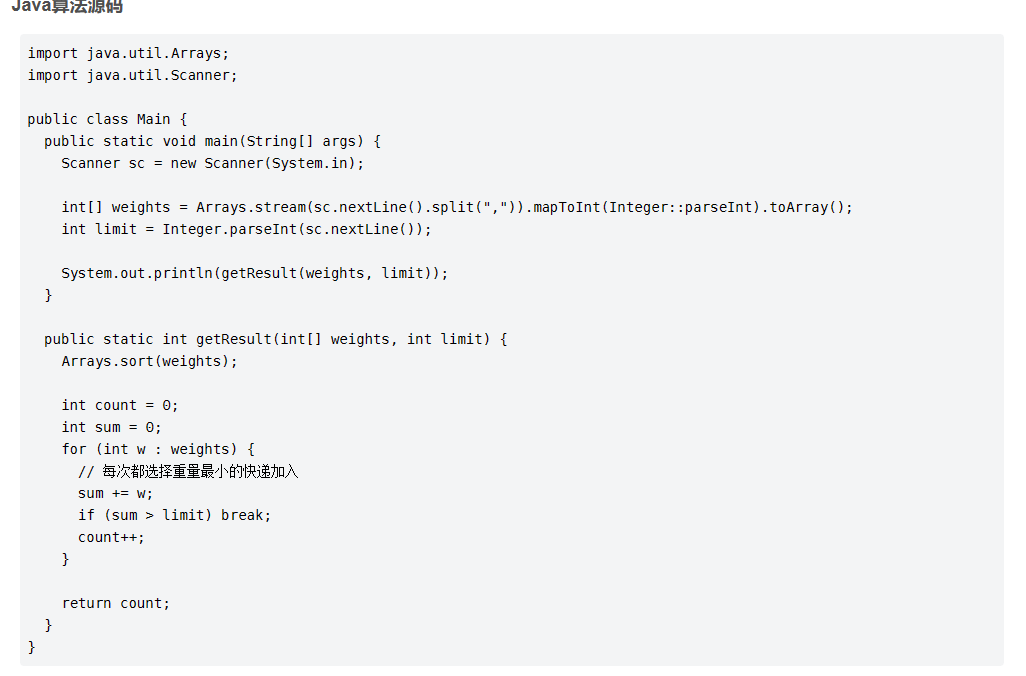 Java算法源码
import java.util.Arrays;
import java.util.Scanner;
public class Main {
public static void main(String[] args) {
Scanner sc = new Scanner(System.in);
int[] weights = Arrays.stream(sc.nextLine().split(",")).mapToInt(Integer::parseInt).toArray();
int limit = Integer.parseInt(sc.nextLine());
System.out.println(getResult(weights, limit));
}
public static int getResult(int[] weights, int limit) {
Arrays.sort(weights);
int count = 0;
int sum = 0;
for (int w : weights) {
// 每次都选择重量最小的快递加入
sum += w;
if (sum > limit) break;
count++;
}
return count;
}
}